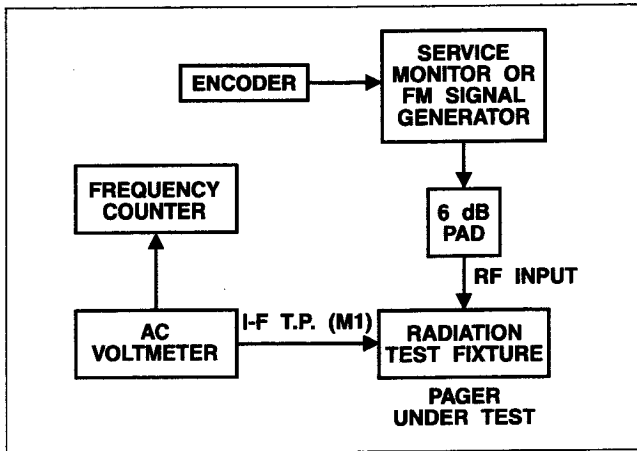 ENCODER
SERVICE
MONITOR OR
FM SIGNAL
GENERATOR
FREQUENCY
COUNTER
6 dB
PAD
RF INPUT
AC
VOLTMETER
I-F T.P. (M1)
RADIATION
TEST FIXTURE
PAGER
UNDER TEST